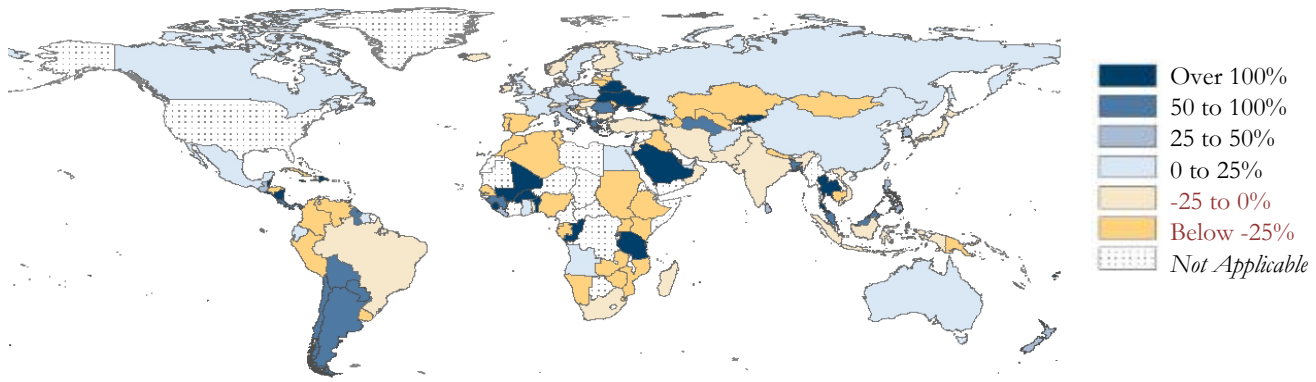 Over 100%
50 to 100%
25 to 50%
0 to 25%
-25 to 0%
Below -25%
Not Applicable